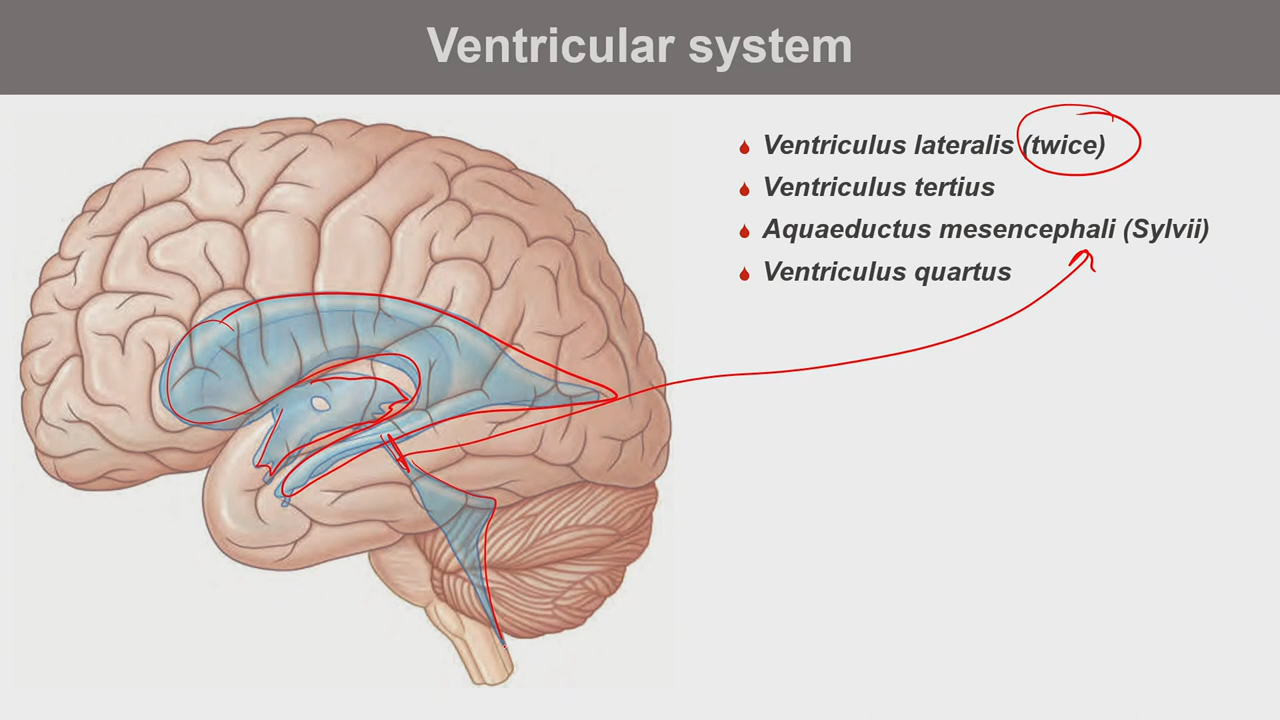 Ventricular system
Ventriculus lateralis (twice)
Ventriculus tertius
Aquaeductus mesencephali (Sylvii)
Ventriculus quartus